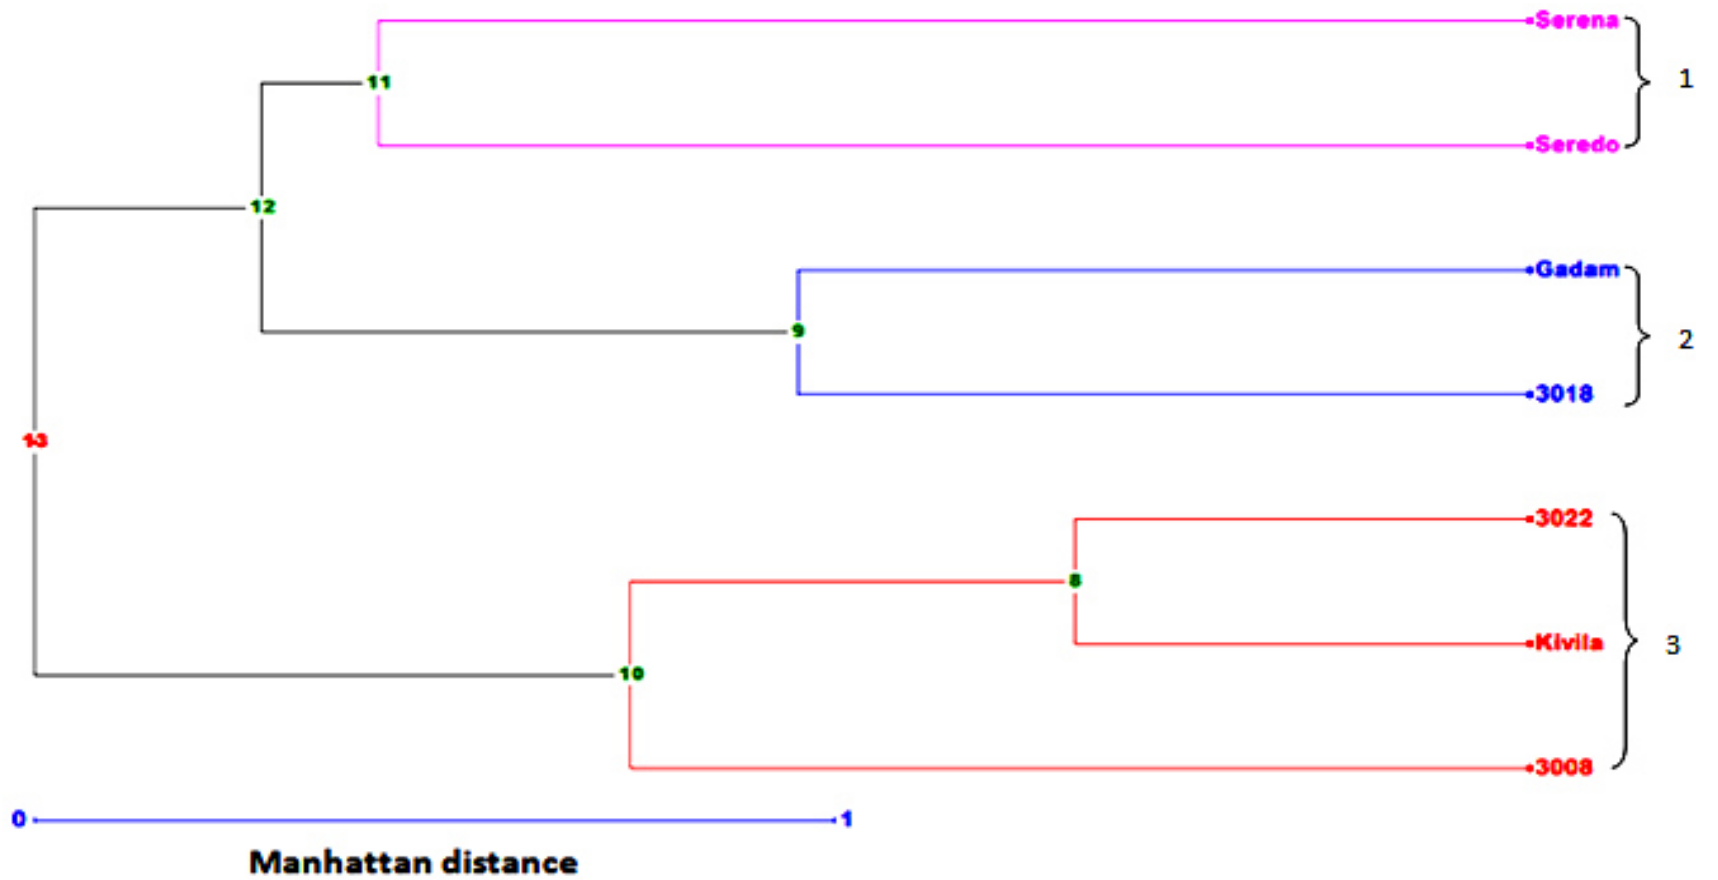 Serena
11
1
Seredo
12
Gadam
9
2
3018
13
3022
8
Kivila
3
10
3008
0 1
Manhattan distance